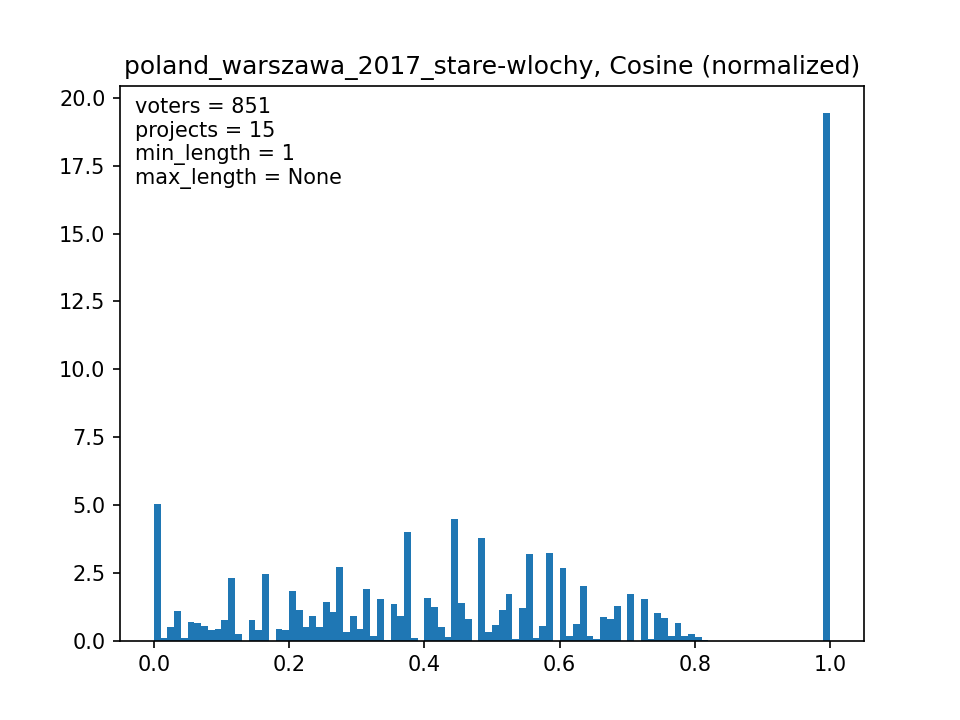 poland_warszawa_2017_stare-wlochy, Cosine (normalized)
voters = 851
projects = 15
min_length = 1
max_length = None
20.0
17.5
15.0
12.5
10.0
7.5
5.0
2.5
0.0
0.0 0.2 0.4 0.6 0.8 1.0